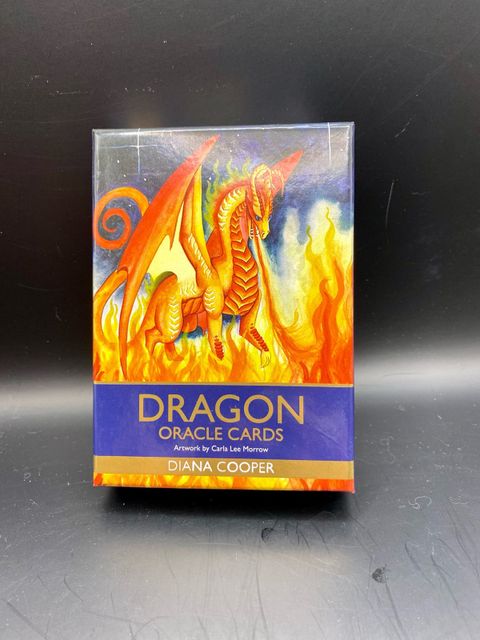 DRAGON
ORACLE CARDS
Artwork by Carla Lee Morrow
DIANA COOPER